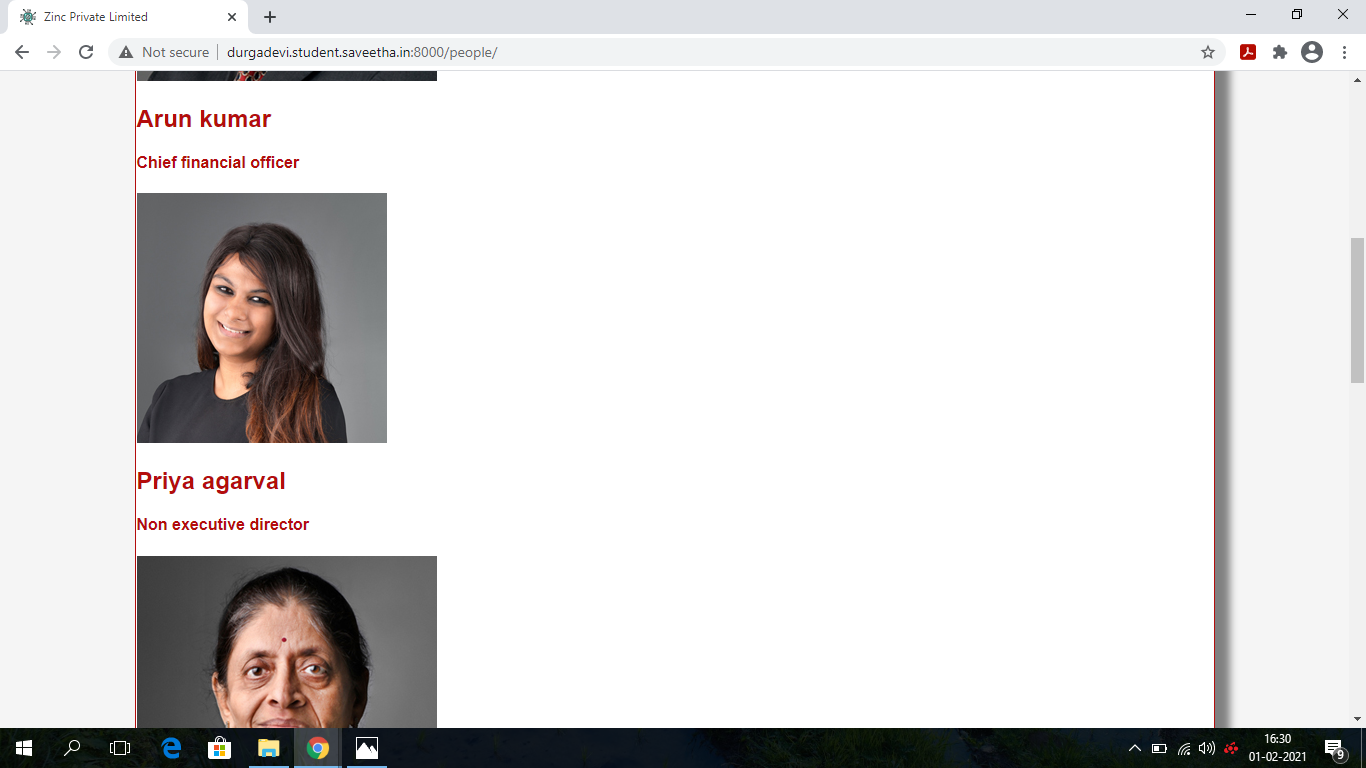 Zinc Private Limited
Not secure
durgadevi.student.saveetha.in:8000/people/
Arun kumar
Chief financial officer
Priya agarval
Non executive director
16:30
01-02-2021
9